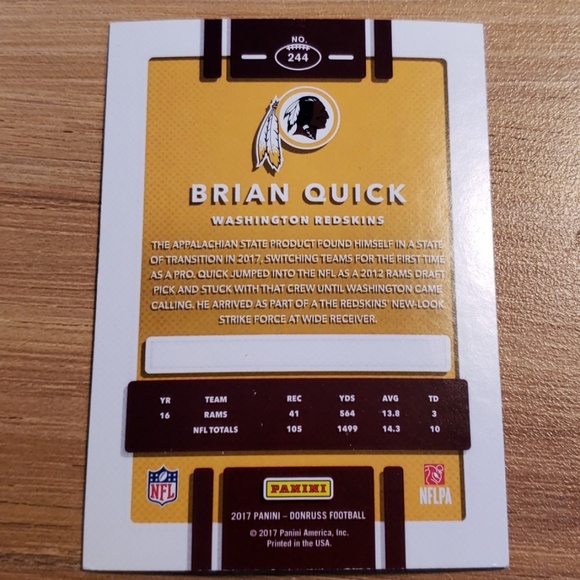 NO.
244
BRIAN QUICK
WASHINGTON REDSKINS
THE APPALACHIAN STATE PRODUCT FOUND HIMSELF IN A STATE
OF TRANSITION IN 2017, SWITCHING TEAMS FOR THE FIRST TIME
AS A PRO. QUICK JUMPED INTO THE NFL AS A 2012 RAMS DRAFT
PICK AND STUCK WITH THAT CREW UNTIL WASHINGTON CAME
CALLING. HE ARRIVED AS PART OF A THE REDSKINS' NEW-LOOK
STRIKE FORCE AT WIDE RECEIVER.
YR TEAM REC YDS AVG TD
16 RAMS 41 564 13.8 3
NFL TOTALS 105 1499 14.3 10
NFL
PANINI
NFLPA
2017 PANINI – DONRUSS FOOTBALL
© 2017 Panini America, Inc.
Printed in the USA.